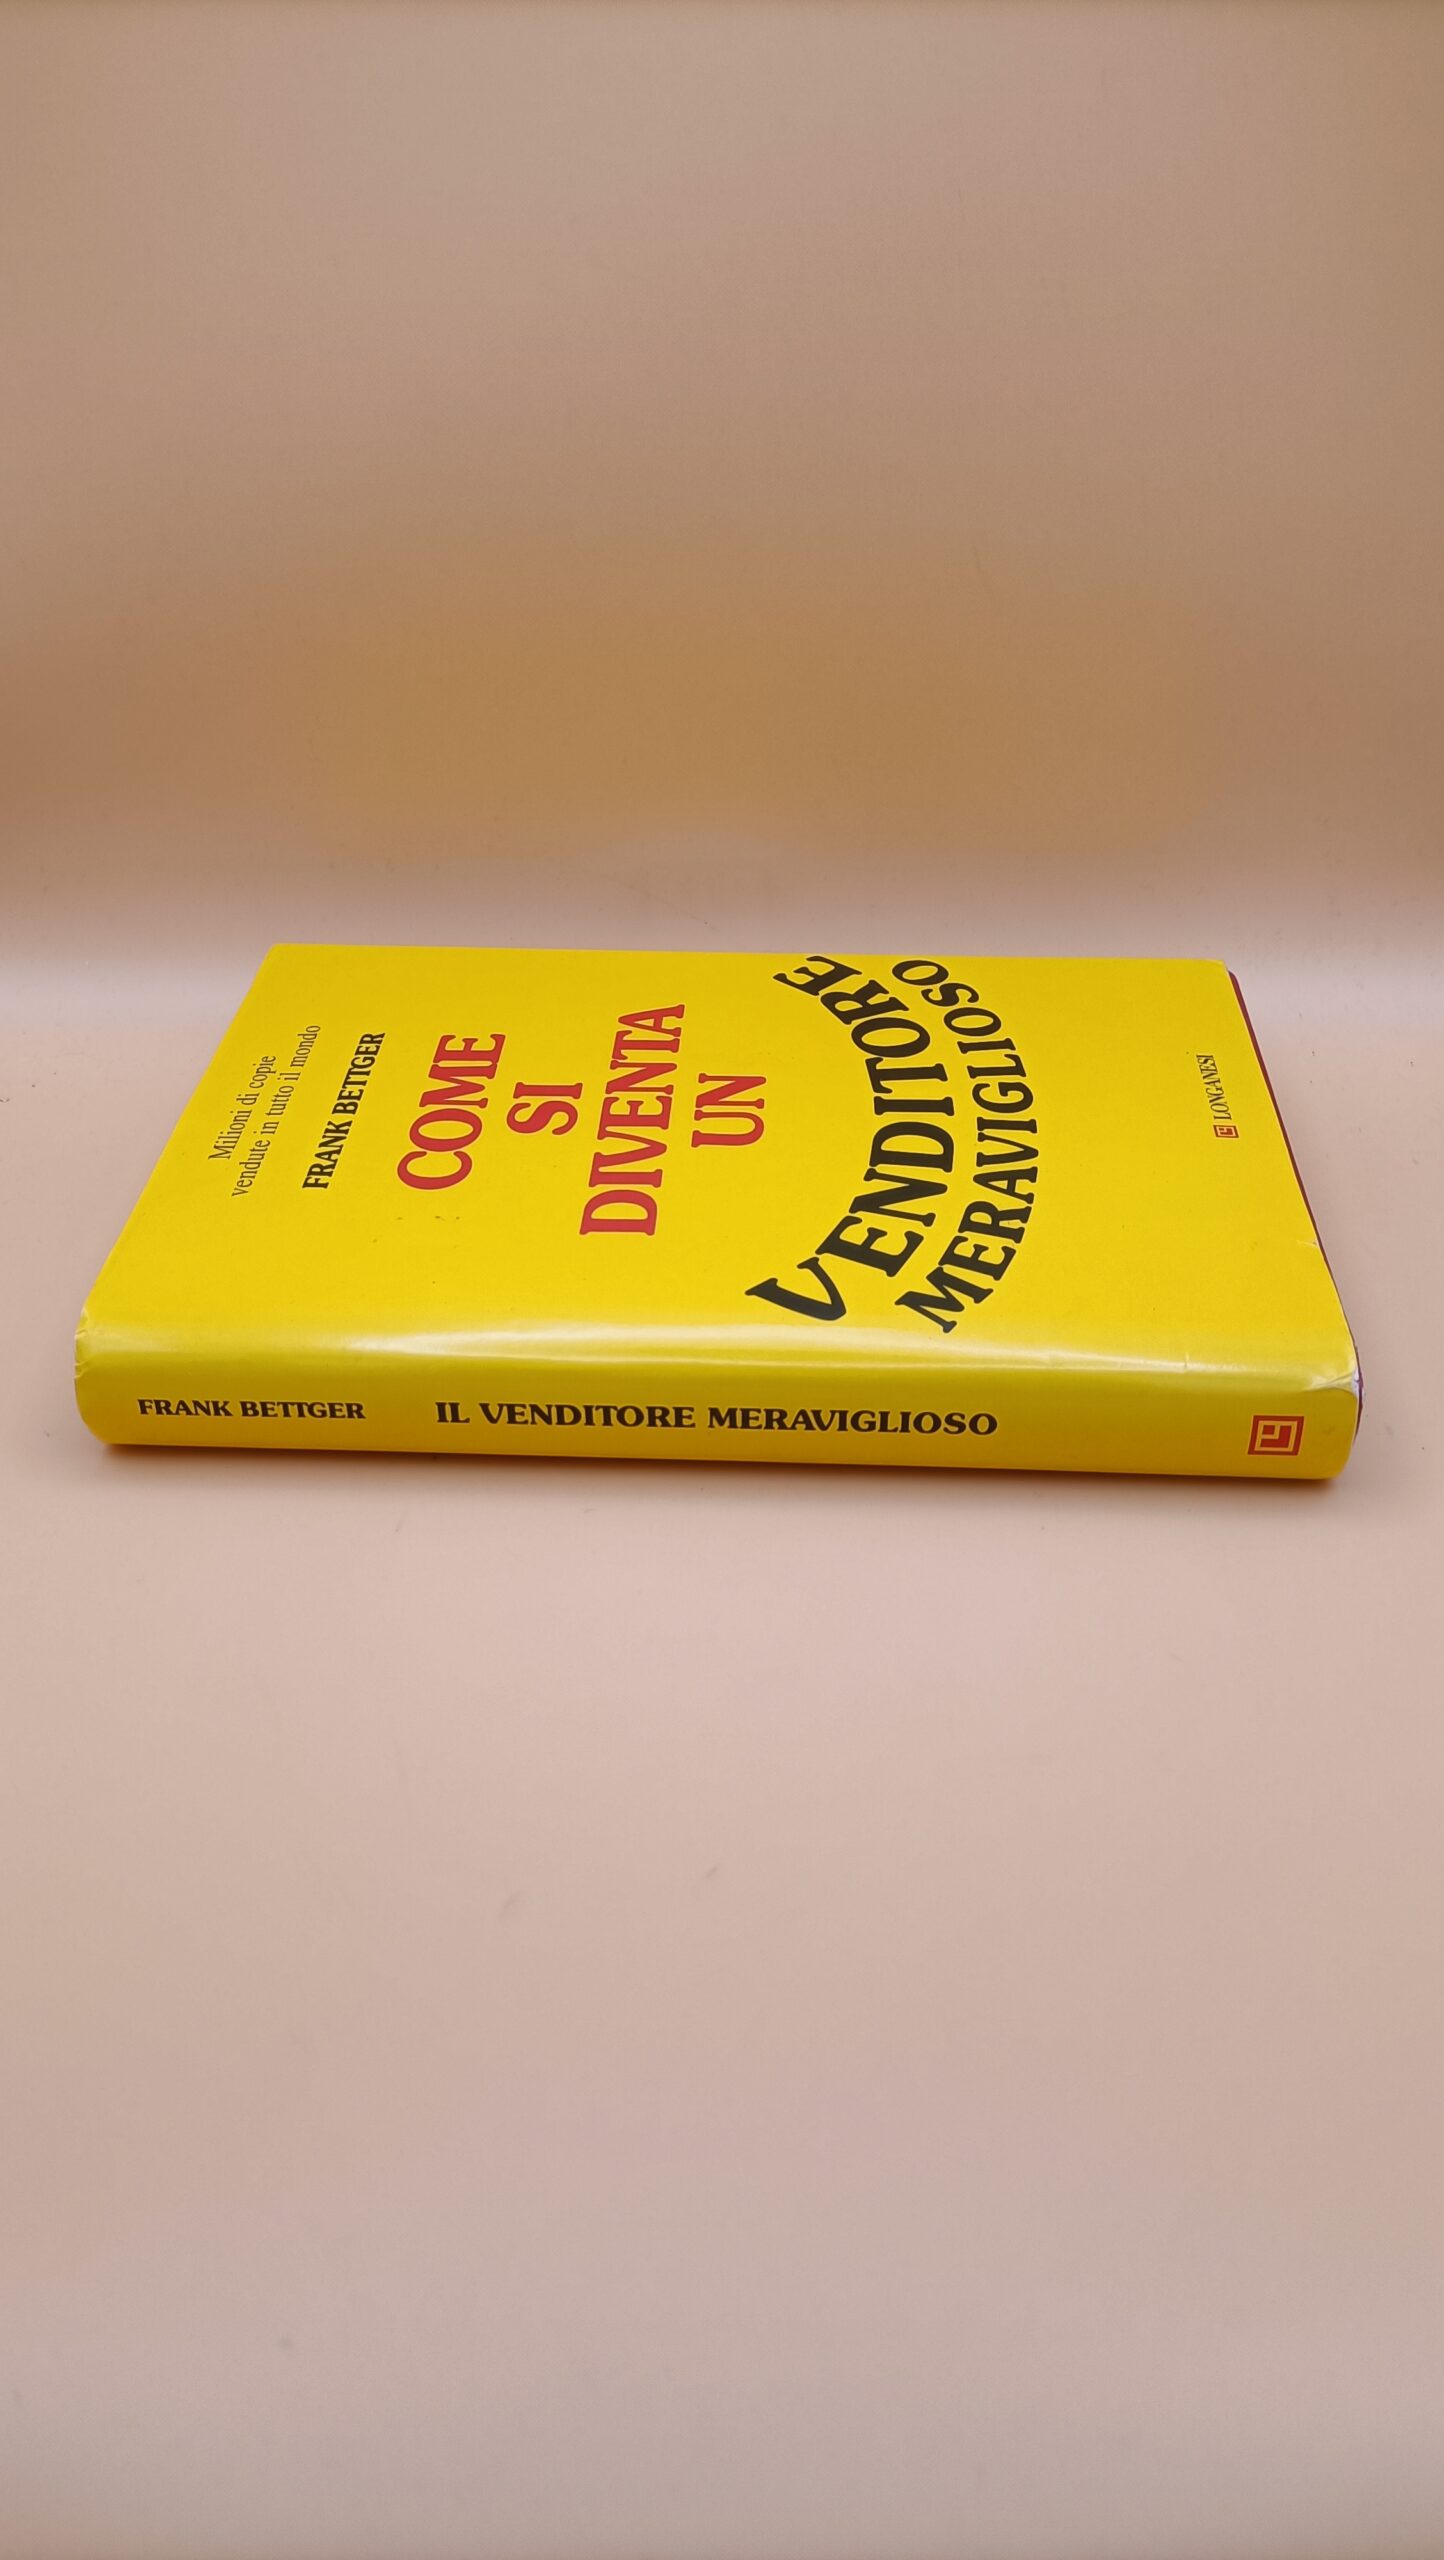 Milioni di copie
vendute in tutto il mondo
FRANK BETTGER
COME
SI
DIVENTA
UN
VENDITORE
MERAVIGLIOSO
LONGANESI
FRANK BETTGER IL VENDITORE MERAVIGLIOSO